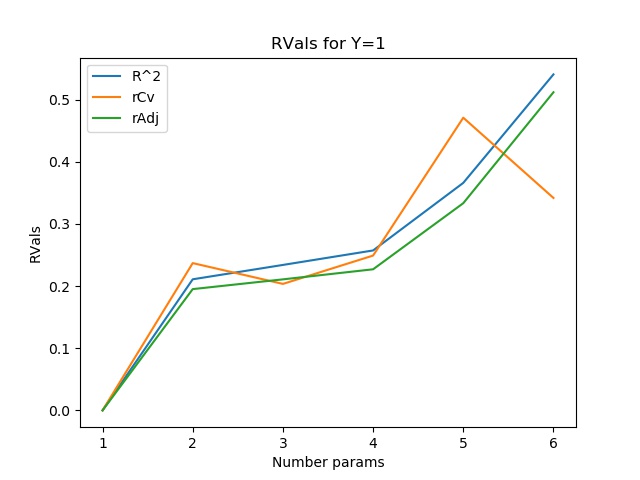 RVals for Y=1
R^2
rCv
rAdj
RVals
0.5
0.4
0.3
0.2
0.1
0.0
1 2 3 4 5 6
Number params